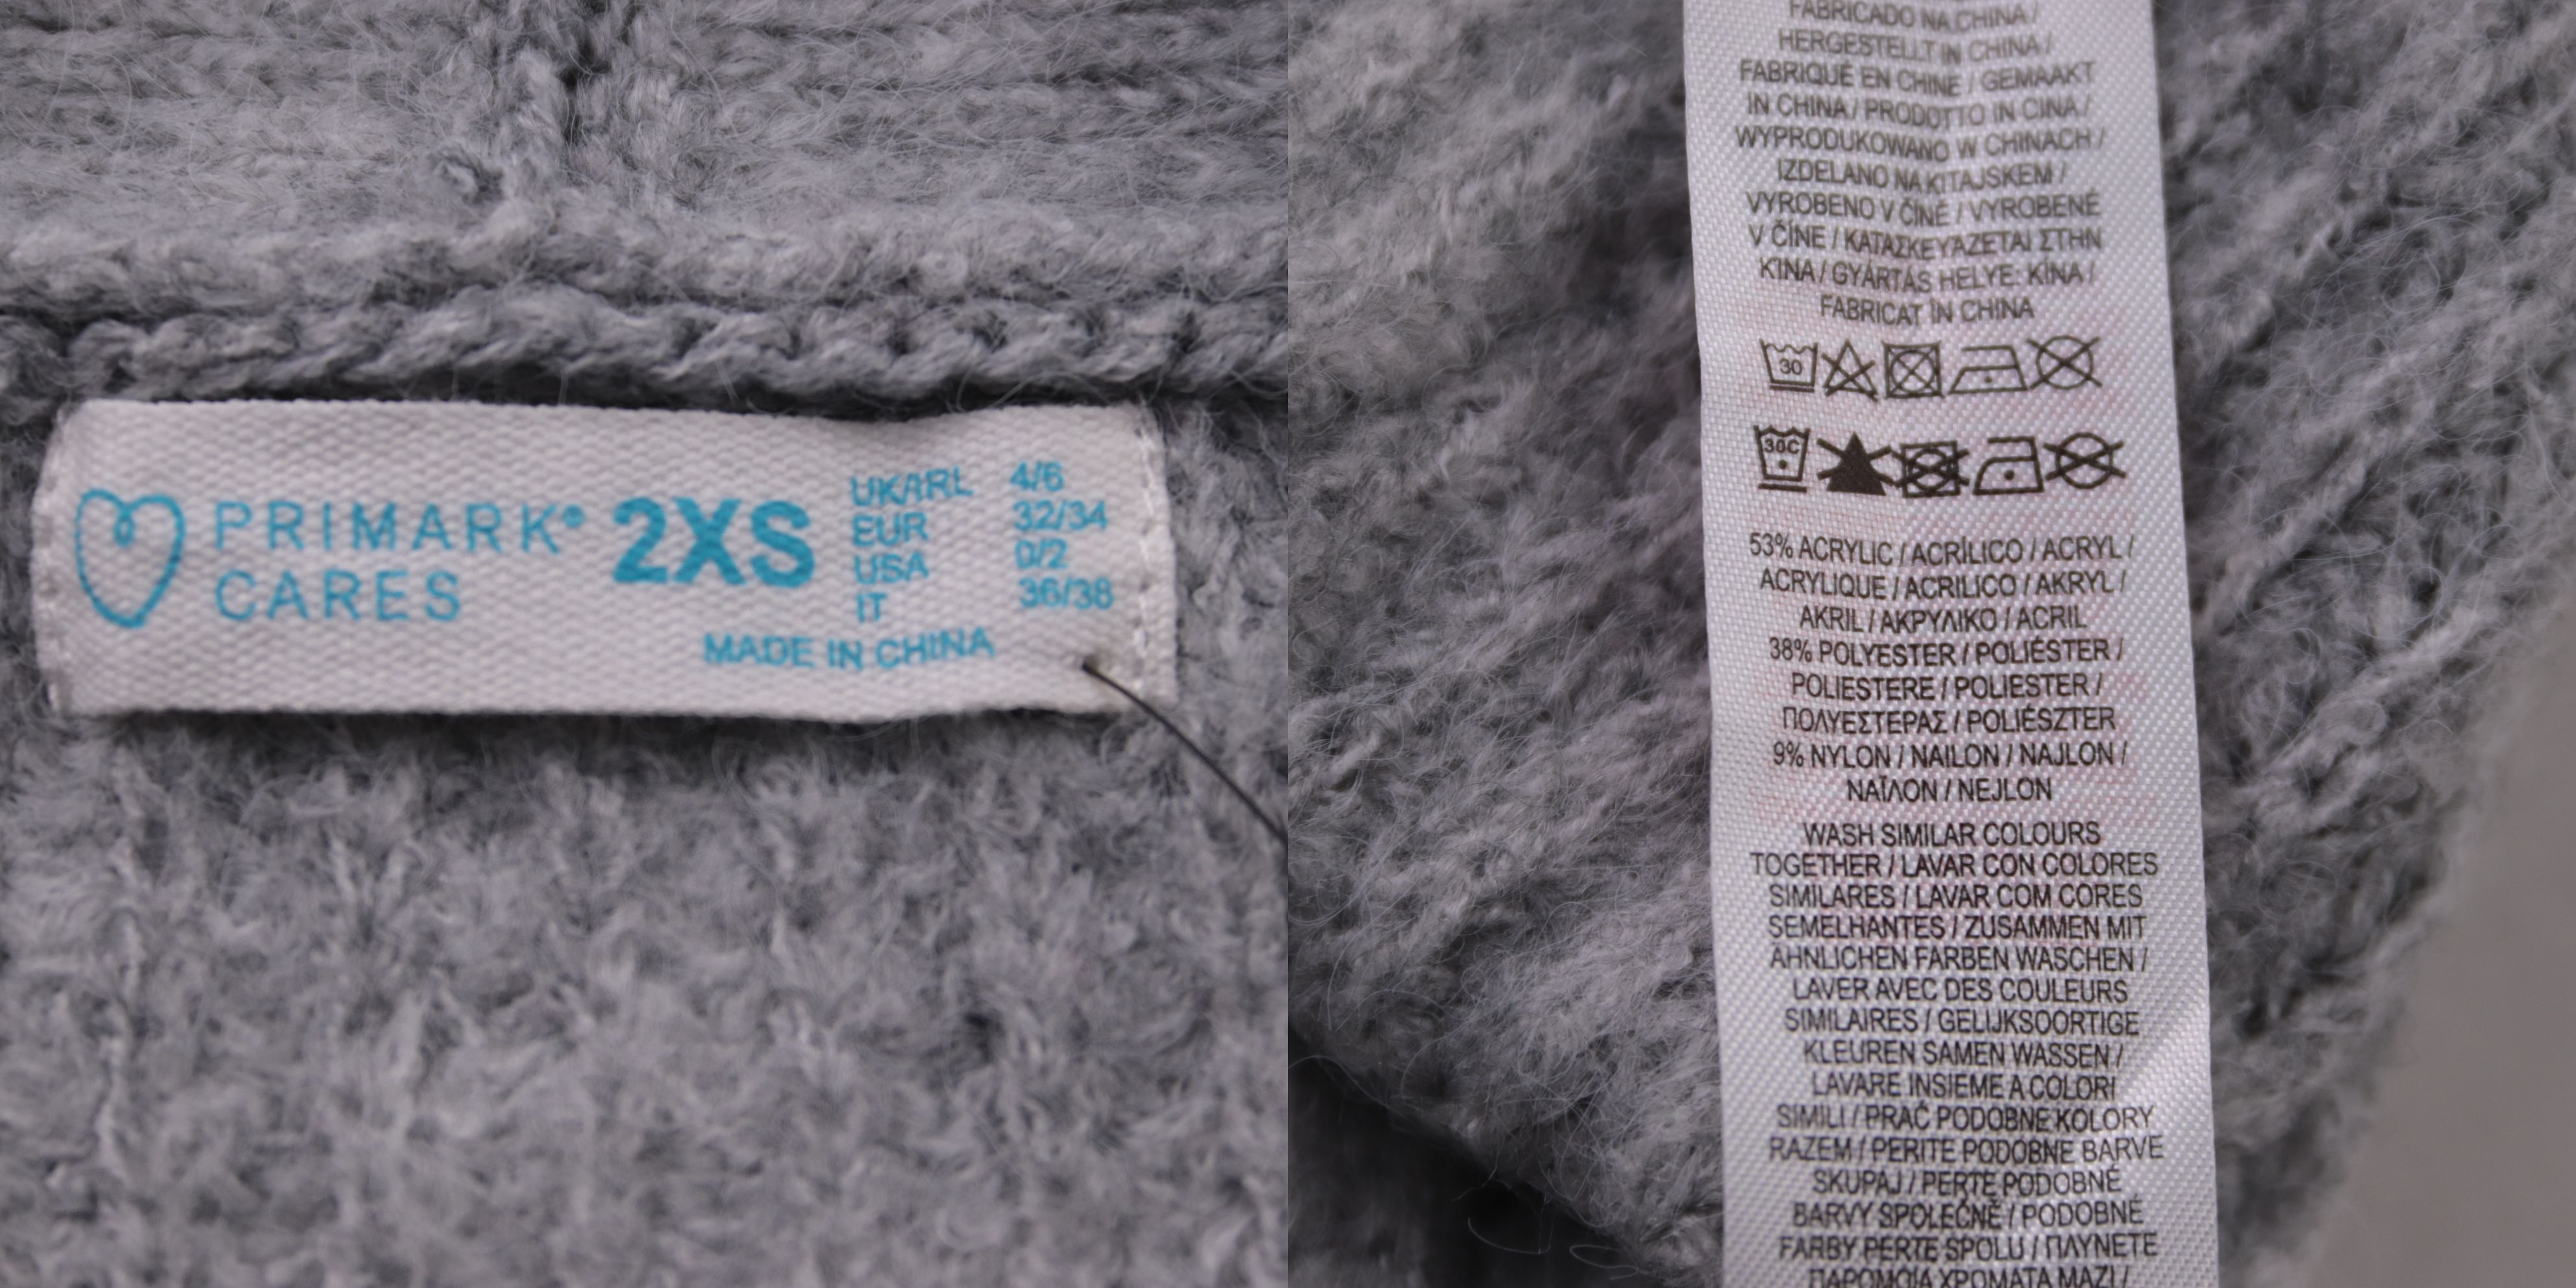 PRIMARK® 2XS
CARES
UK/IRL 4/6
EUR 32/34
USA 0/2
IT 36/38
MADE IN CHINA
FABRICADO NA CHINA /
HERGESTELLT IN CHINA /
FABRIQUÉ EN CHINE / GEMAAKT
IN CHINA / PRODOTTO IN CINA /
WYPRODUKOWANO W CHINACH /
IZDELANO NA KITAJSKEM /
VYROBENO V ČÍNĚ / VYROBENÉ
V ČÍNE / ΚΑΤΑΣΚΕΥΆΖΕΤΑΙ ΣΤΗΝ
ΚΙΝΑ / GYÁRTÁS HELYE: KÍNA /
FABRICAT ÎN CHINA
30
30C
53% ACRYLIC / ACRÍLICO / ACRYL /
ACRYLIQUE / ACRILICO / AKRYL /
AKRIL / ΑΚΡΥΛΙΚΟ / ACRIL
38% POLYESTER / POLIÉSTER /
POLIESTERE / POLIESTER /
ΠΟΛΥΕΣΤΕΡΑΣ / POLIÉSZTER
9% NYLON / NAILON / NAJLON /
ΝΑΪΛΟΝ / NEJLON
WASH SIMILAR COLOURS
TOGETHER / LAVAR CON COLORES
SIMILARES / LAVAR COM CORES
SEMELHANTES / ZUSAMMEN MIT
ÄHNLICHEN FARBEN WASCHEN /
LAVER AVEC DES COULEURS
SIMILAIRES / GELIJKSOORTIGE
KLEUREN SAMEN WASSEN /
LAVARE INSIEME A COLORI
SIMILI / PRAĆ PODOBNE KOLORY
RAZEM / PERITE PODOBNE BARVE
SKUPAJ / PERTE PODOBNÉ
BARVY SPOLEČNĚ / PODOBNÉ
FARBY PERTE SPOLU / ΠΛΥΝΕΤΕ
ΠΑΡΟΜΟΙΑ ΧΡΩΜΑΤΑ ΜΑΖΙ /